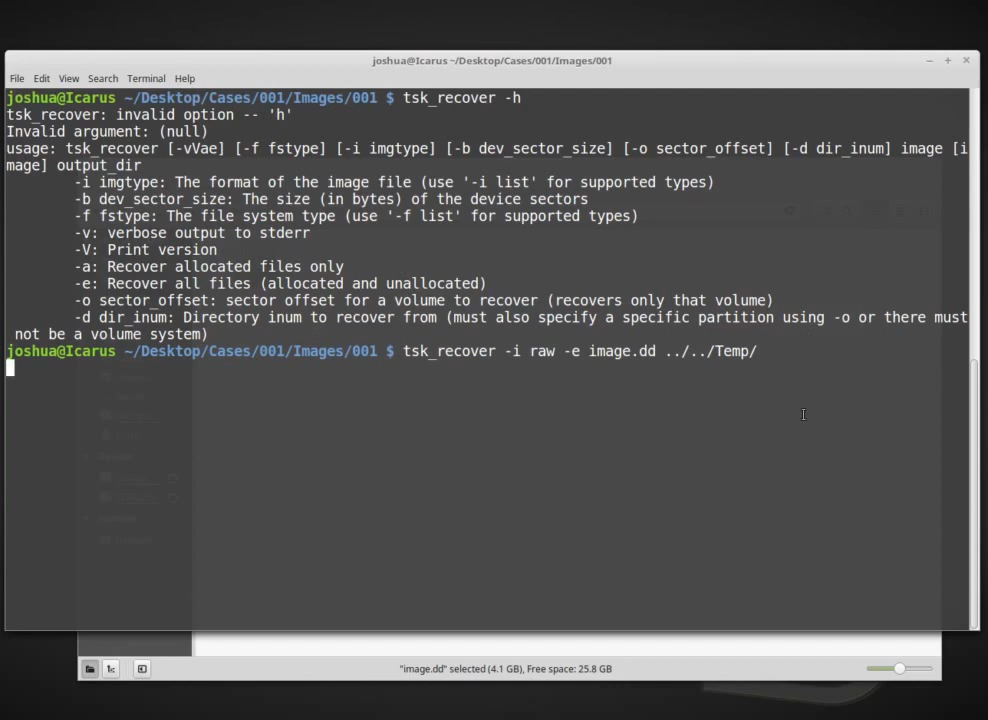 joshua@Icarus ~/Desktop/Cases/001/Images/001
File Edit View Search Terminal Help
joshua@Icarus ~/Desktop/Cases/001/Images/001 $ tsk_recover -h
tsk_recover: invalid option -- 'h'
Invalid argument: (null)
usage: tsk_recover [-vVae] [-f fstype] [-i imgtype] [-b dev_sector_size] [-o sector_offset] [-d dir_inum] image [i
mage] output_dir
-i imgtype: The format of the image file (use '-i list' for supported types)
-b dev_sector_size: The size (in bytes) of the device sectors
-f fstype: The file system type (use '-f list' for supported types)
-v: verbose output to stderr
-V: Print version
-a: Recover allocated files only
-e: Recover all files (allocated and unallocated)
-o sector_offset: sector offset for a volume to recover (recovers only that volume)
-d dir_inum: Directory inum to recover from (must also specify a specific partition using -o or there must
not be a volume system)
joshua@Icarus ~/Desktop/Cases/001/Images/001 $ tsk_recover -i raw -e image.dd ../../Temp/
"image.dd" selected (4.1 GB), Free space: 25.8 GB